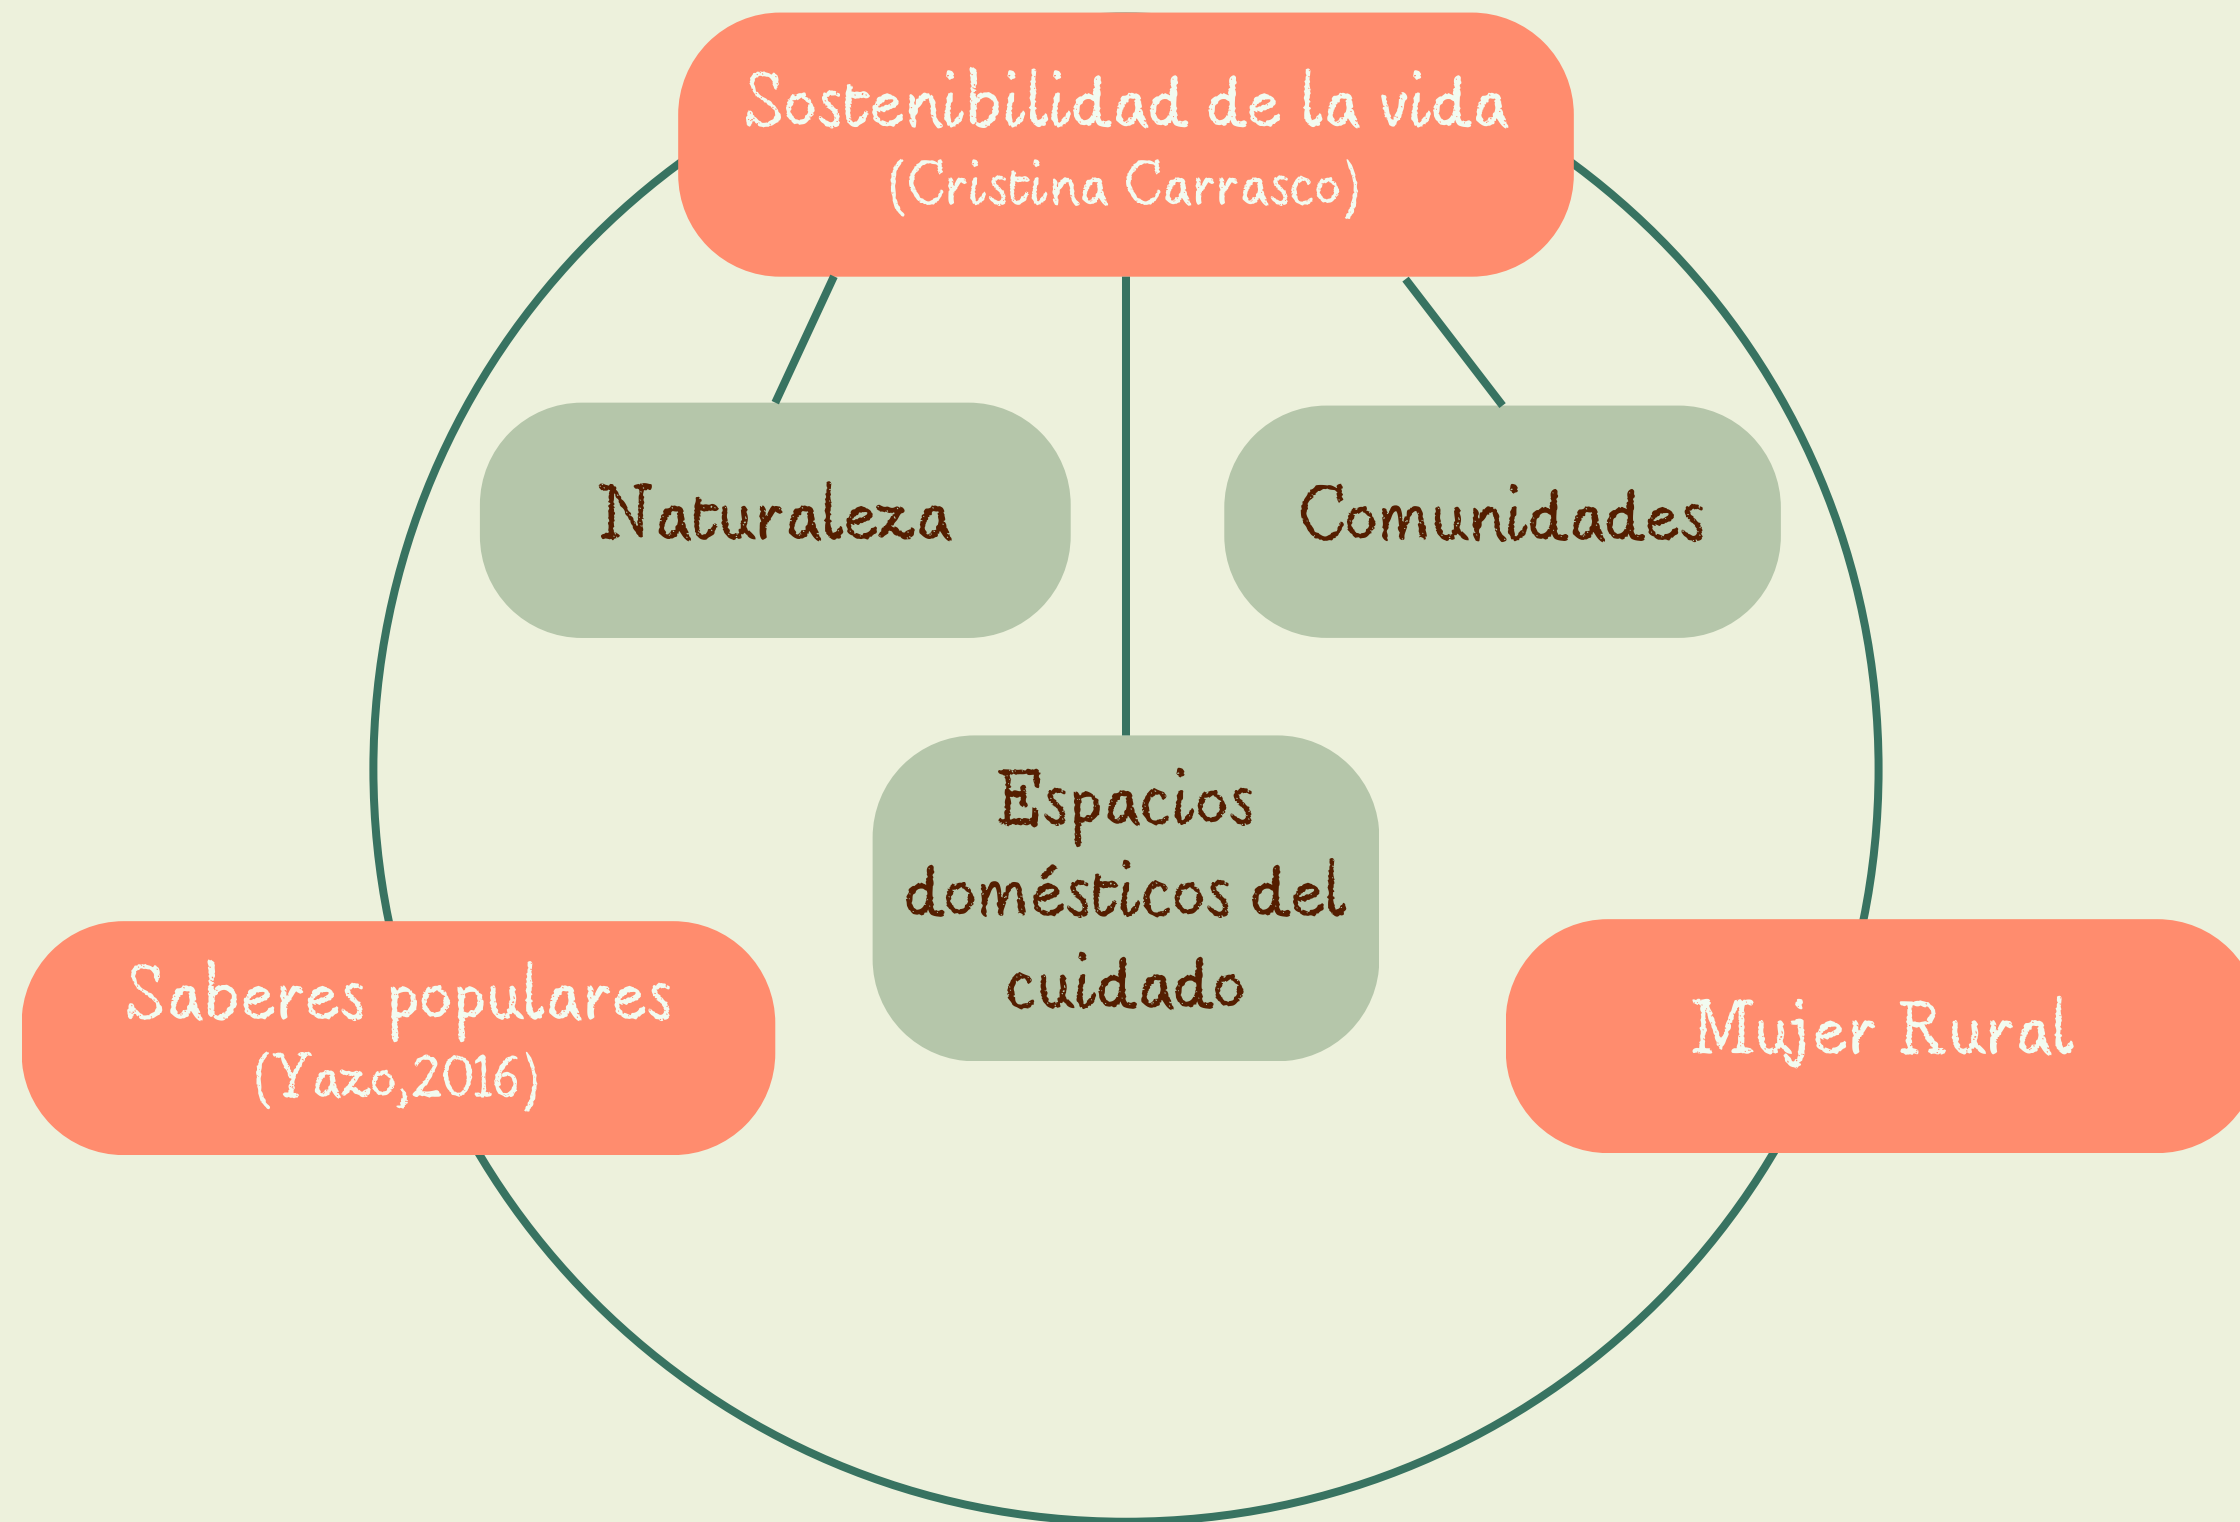 Sostenibilidad de la vida
(Cristina Carrasco)
Naturaleza
Comunidades
Espacios
domésticos del
cuidado
Saberes populares
(Yazo,2016)
Mujer Rural